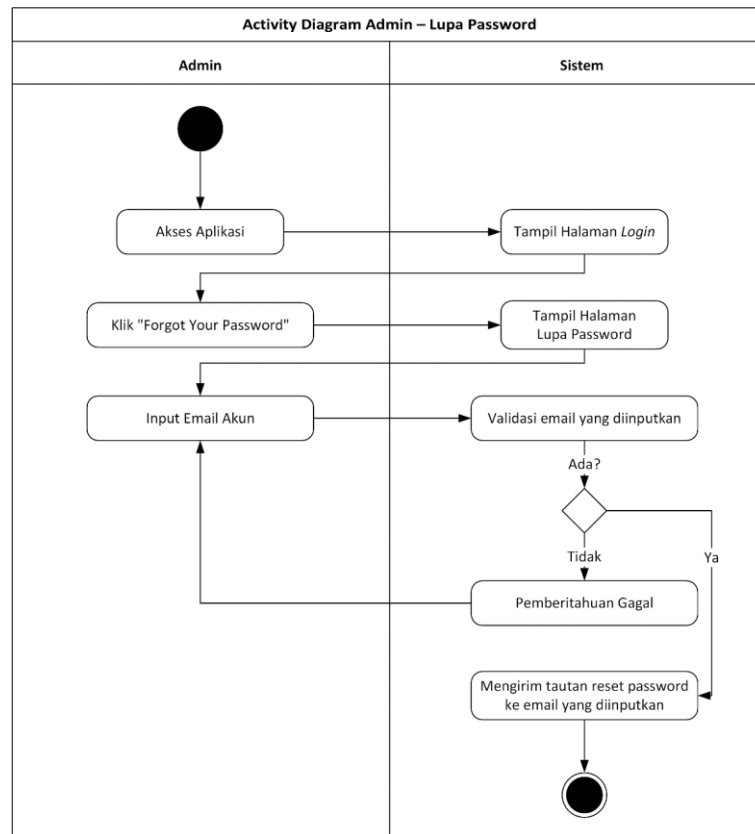 Activity Diagram Admin – Lupa Password
Admin
Sistem
Akses Aplikasi
Tampil Halaman Login
Klik "Forgot Your Password"
Tampil Halaman
Lupa Password
Input Email Akun
Validasi email yang diinputkan
Ada?
Tidak
Ya
Pemberitahuan Gagal
Mengirim tautan reset password
ke email yang diinputkan